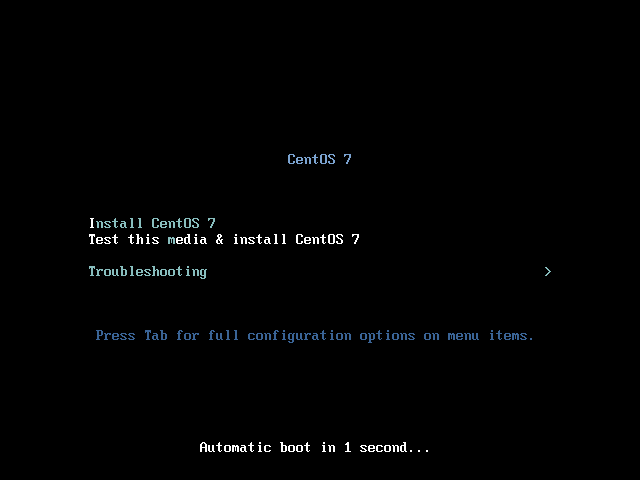 CentOS 7
Install CentOS 7
Test this media & install CentOS 7
Troubleshooting >
Press Tab for full configuration options on menu items.
Automatic boot in 1 second...